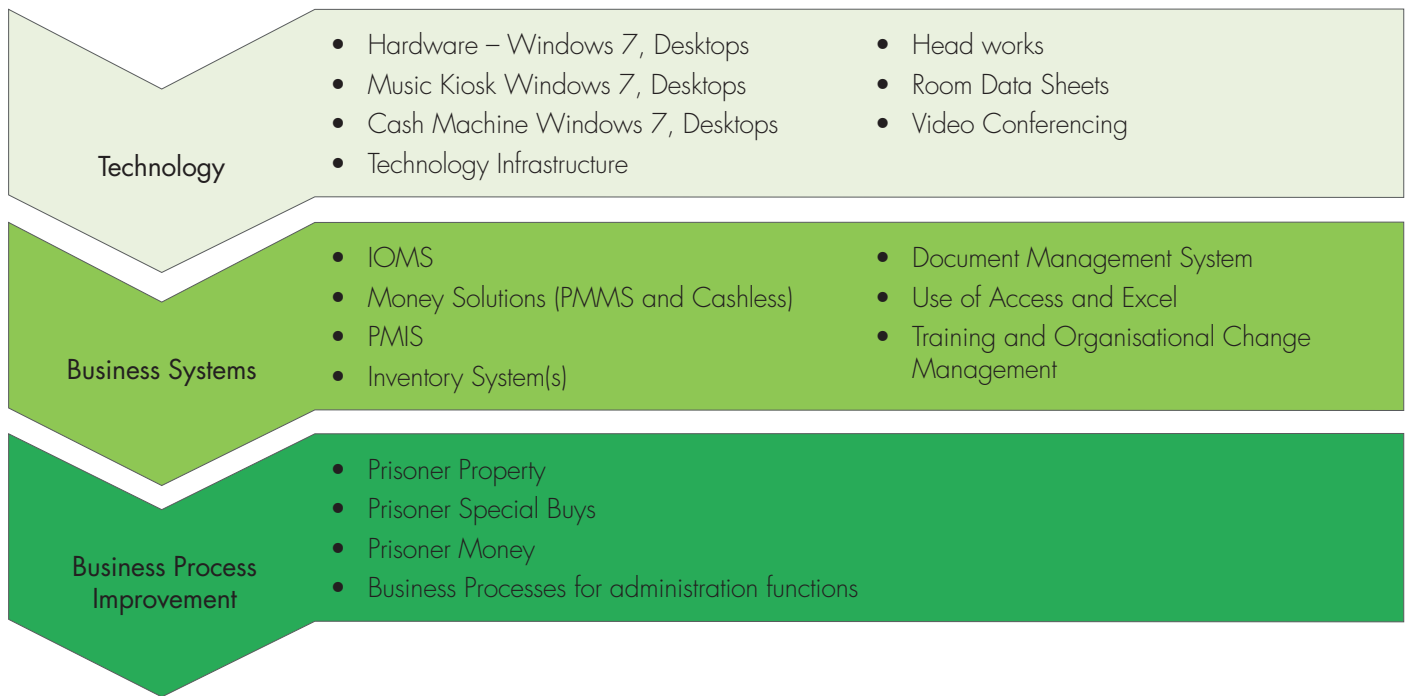 Technology
• Hardware – Windows 7, Desktops
• Music Kiosk Windows 7, Desktops
• Cash Machine Windows 7, Desktops
• Technology Infrastructure
• Head works
• Room Data Sheets
• Video Conferencing
Business Systems
• IOMS
• Money Solutions (PMMS and Cashless)
• PMIS
• Inventory System(s)
• Document Management System
• Use of Access and Excel
• Training and Organisational Change
Management
Business Process
Improvement
• Prisoner Property
• Prisoner Special Buys
• Prisoner Money
• Business Processes for administration functions